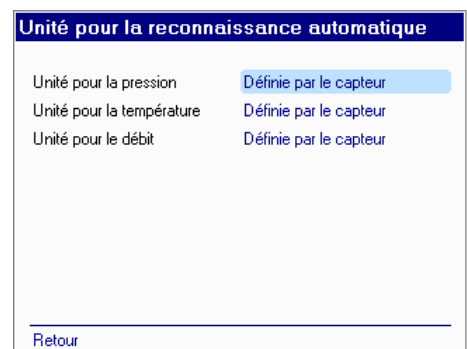 Unité pour la reconnaissance automatique
Unité pour la pression Définie par le capteur
Unité pour la température Définie par le capteur
Unité pour le débit Définie par le capteur
Retour